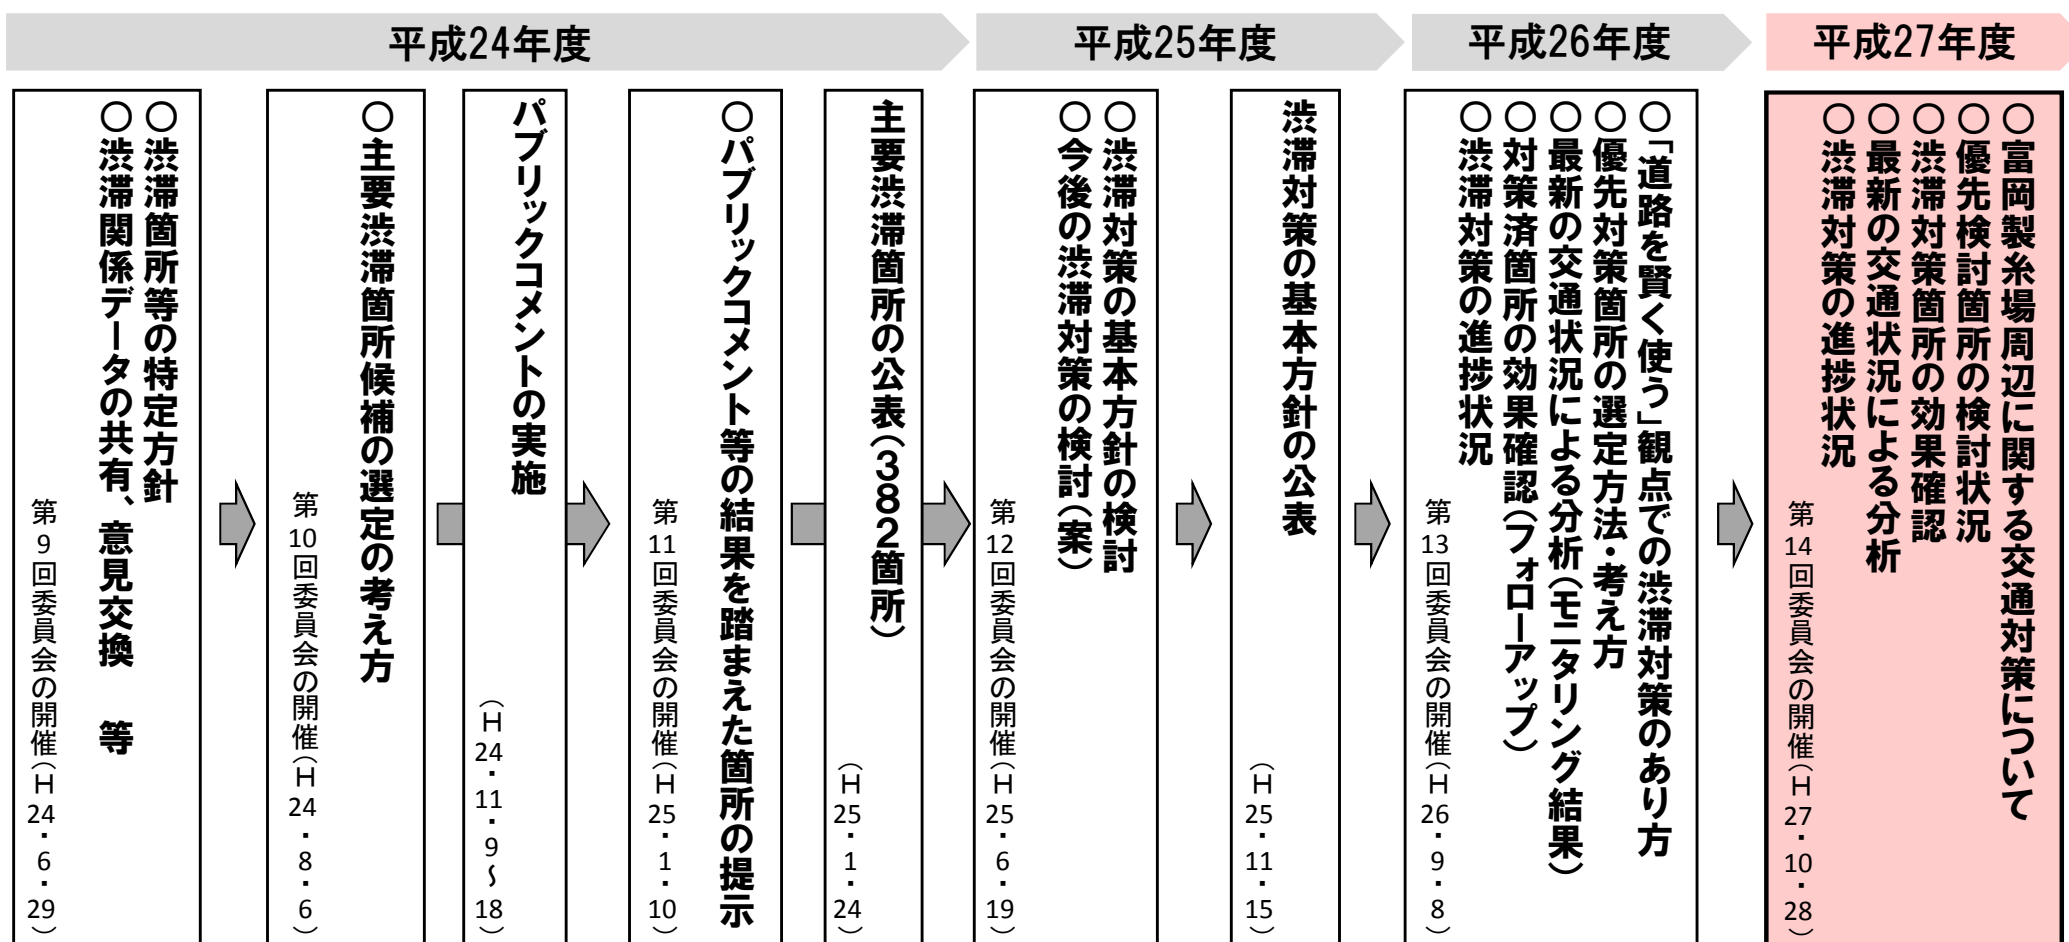 平成24年度
平成25年度
平成26年度
平成27年度
○渋滞箇所等の特定方針
○渋滞関係データの共有、意見交換 等
第9回委員会の開催(H24・6・29)
○主要渋滞箇所候補の選定の考え方
第10回委員会の開催(H24・8・6)
パブリックコメントの実施
(H24・11・9~18)
○パブリックコメント等の結果を踏まえた箇所の提示
第11回委員会の開催(H25・1・10)
主要渋滞箇所の公表(382箇所)
(H25・1・24)
○渋滞対策の基本方針の検討
○今後の渋滞対策の検討(案)
第12回委員会の開催(H25・6・19)
渋滞対策の基本方針の公表
(H25・11・15)
○「道路を賢く使う」観点での渋滞対策のあり方
○優先対策箇所の選定方法・考え方
○最新の交通状況による分析(モニタリング結果)
○対策済箇所の効果確認(フォローアップ)
○渋滞対策の進捗状況
第13回委員会の開催(H26・9・8)
○富岡製糸場周辺に関する交通対策について
○優先検討箇所の検討状況
○渋滞対策箇所の効果確認
○最新の交通状況による分析
○渋滞対策の進捗状況
第14回委員会の開催(H27・10・28)